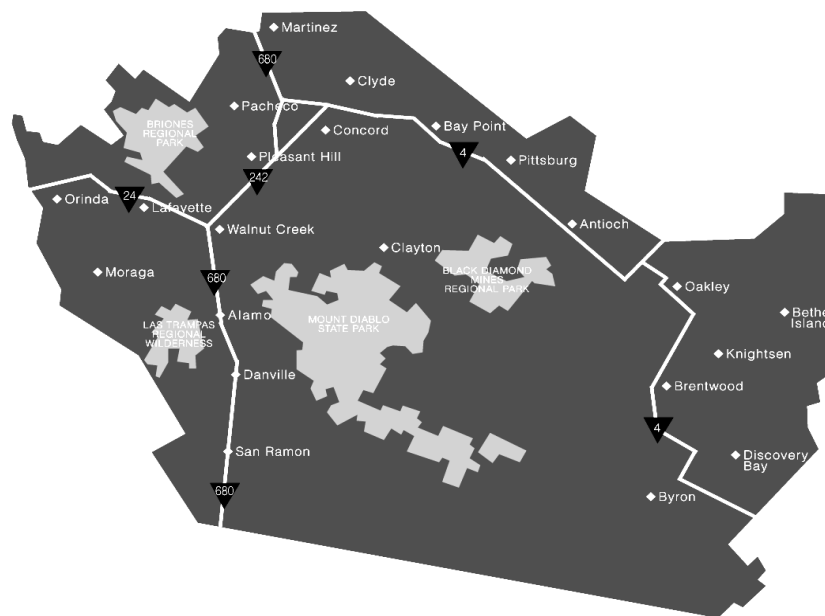 Martinez
680
Clyde
Pacheco
BRIONES
REGIONAL
PARK
Concord
Bay Point
4
Pleasant Hill
Pittsburg
242
24
Orinda
Lafayette
Walnut Creek
Antioch
Clayton
Moraga
680
BLACK DIAMOND
MINES
REGIONAL PARK
Oakley
Alamo
MOUNT DIABLO
STATE PARK
LAS TRAMPAS
REGIONAL
WILDERNESS
Bethe
Island
Knightsen
Danville
Brentwood
4
San Ramon
Discovery
Bay
680
Byron